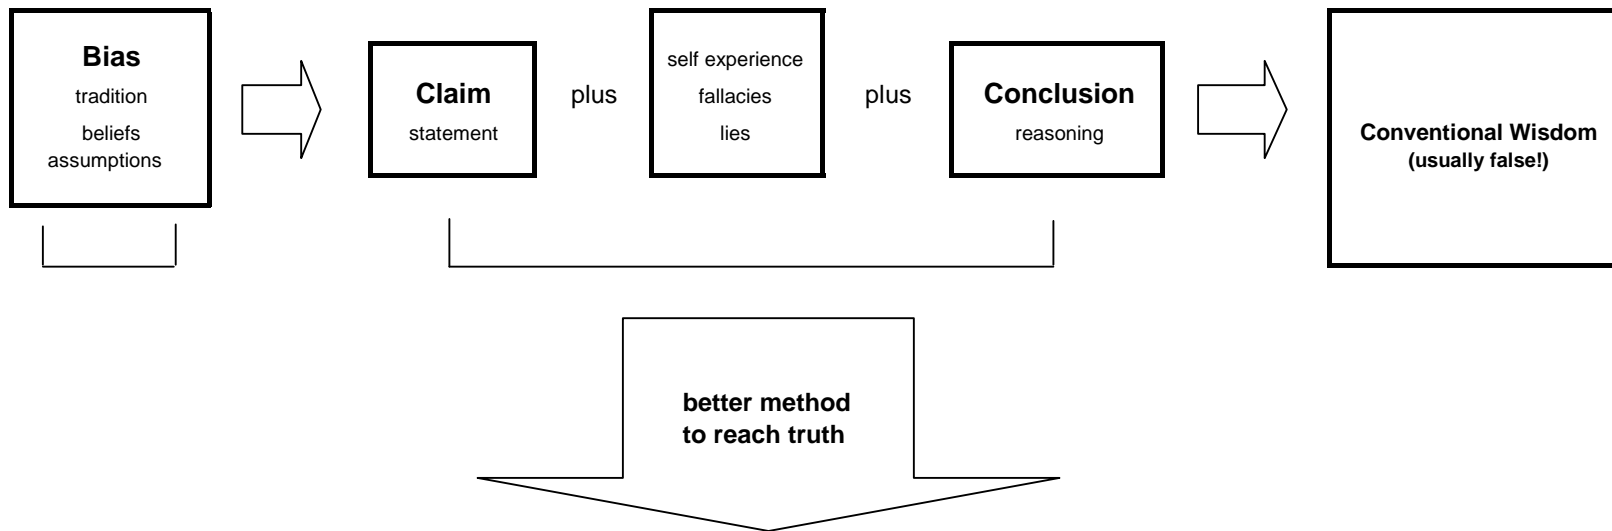 Bias
tradition
beliefs
assumptions
Claim
statement
plus
self experience
fallacies
lies
plus
Conclusion
reasoning
Conventional Wisdom
(usually false!)
better method
to reach truth